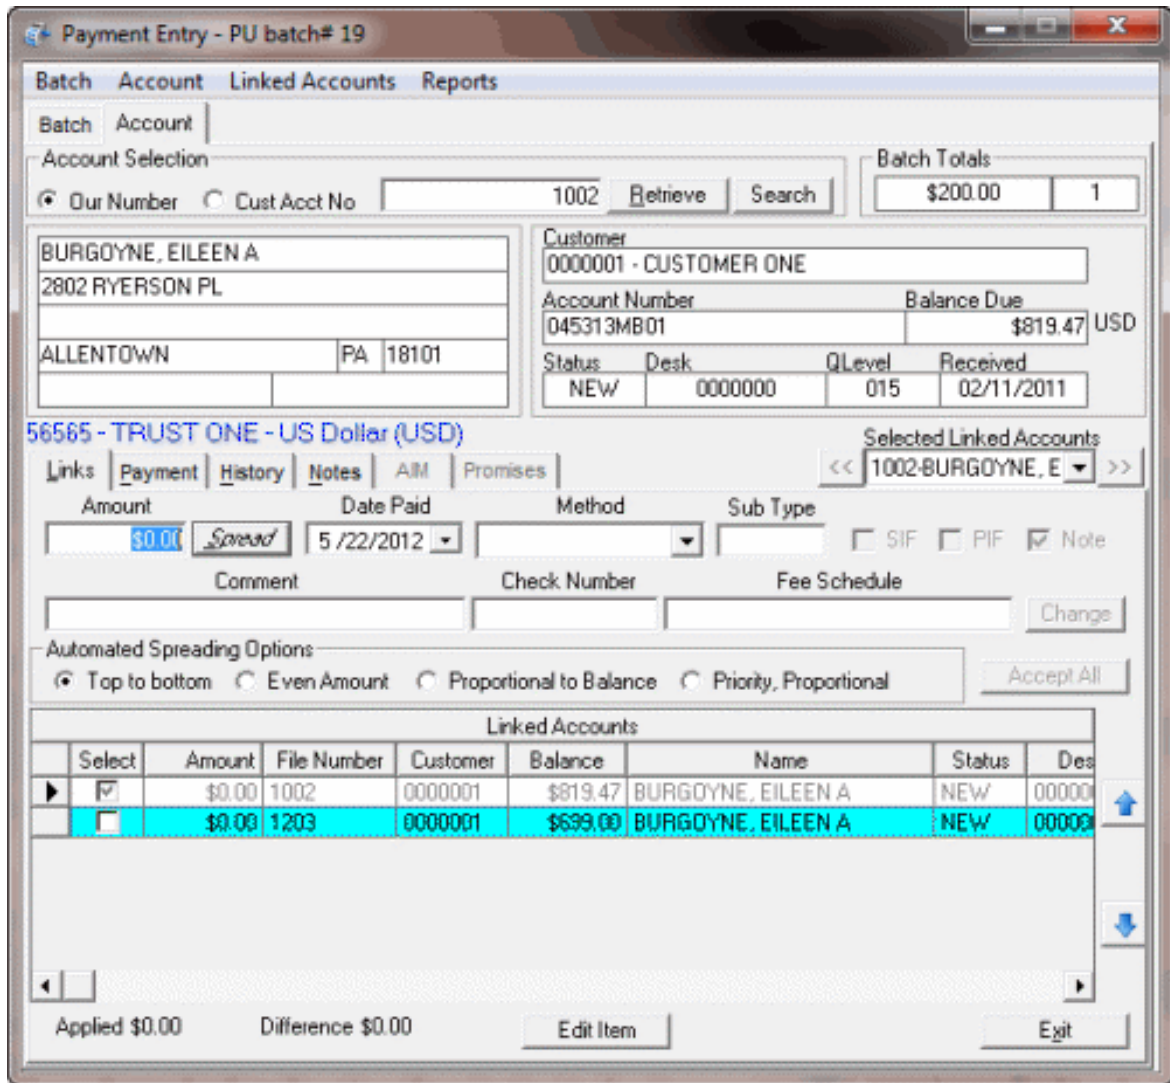 Payment Entry - PU batch# 19
Batch Account Linked Accounts Reports
Batch Account
Account Selection Batch Totals
Our Number Cust Acct No 1002 Retrieve Search $200.00 1
BURGOYNE, EILEEN A
2802 RYERSON PL
ALLENTOWN PA 18101
Customer
0000001 - CUSTOMER ONE
Account Number Balance Due
045313MB01 $819.47 USD
Status Desk QLevel Received
NEW 0000000 015 02/11/2011
56565 - TRUST ONE - US Dollar (USD)
Selected Linked Accounts
Links Payment History Notes AIM Promises << 1002-BURGOYNE, E >>
Amount Date Paid Method Sub Type
$0.00 Spread 5/22/2012 SIF PIF Note
Comment Check Number Fee Schedule
Change
Automated Spreading Options
Top to bottom Even Amount Proportional to Balance Priority, Proportional Accept All
Linked Accounts
Select Amount File Number Customer Balance Name Status Des
$0.00 1002 0000001 $819.47 BURGOYNE, EILEEN A NEW 00000
$0.00 1203 0000001 $699.00 BURGOYNE, EILEEN A NEW 00000
Applied $0.00 Difference $0.00 Edit Item Exit